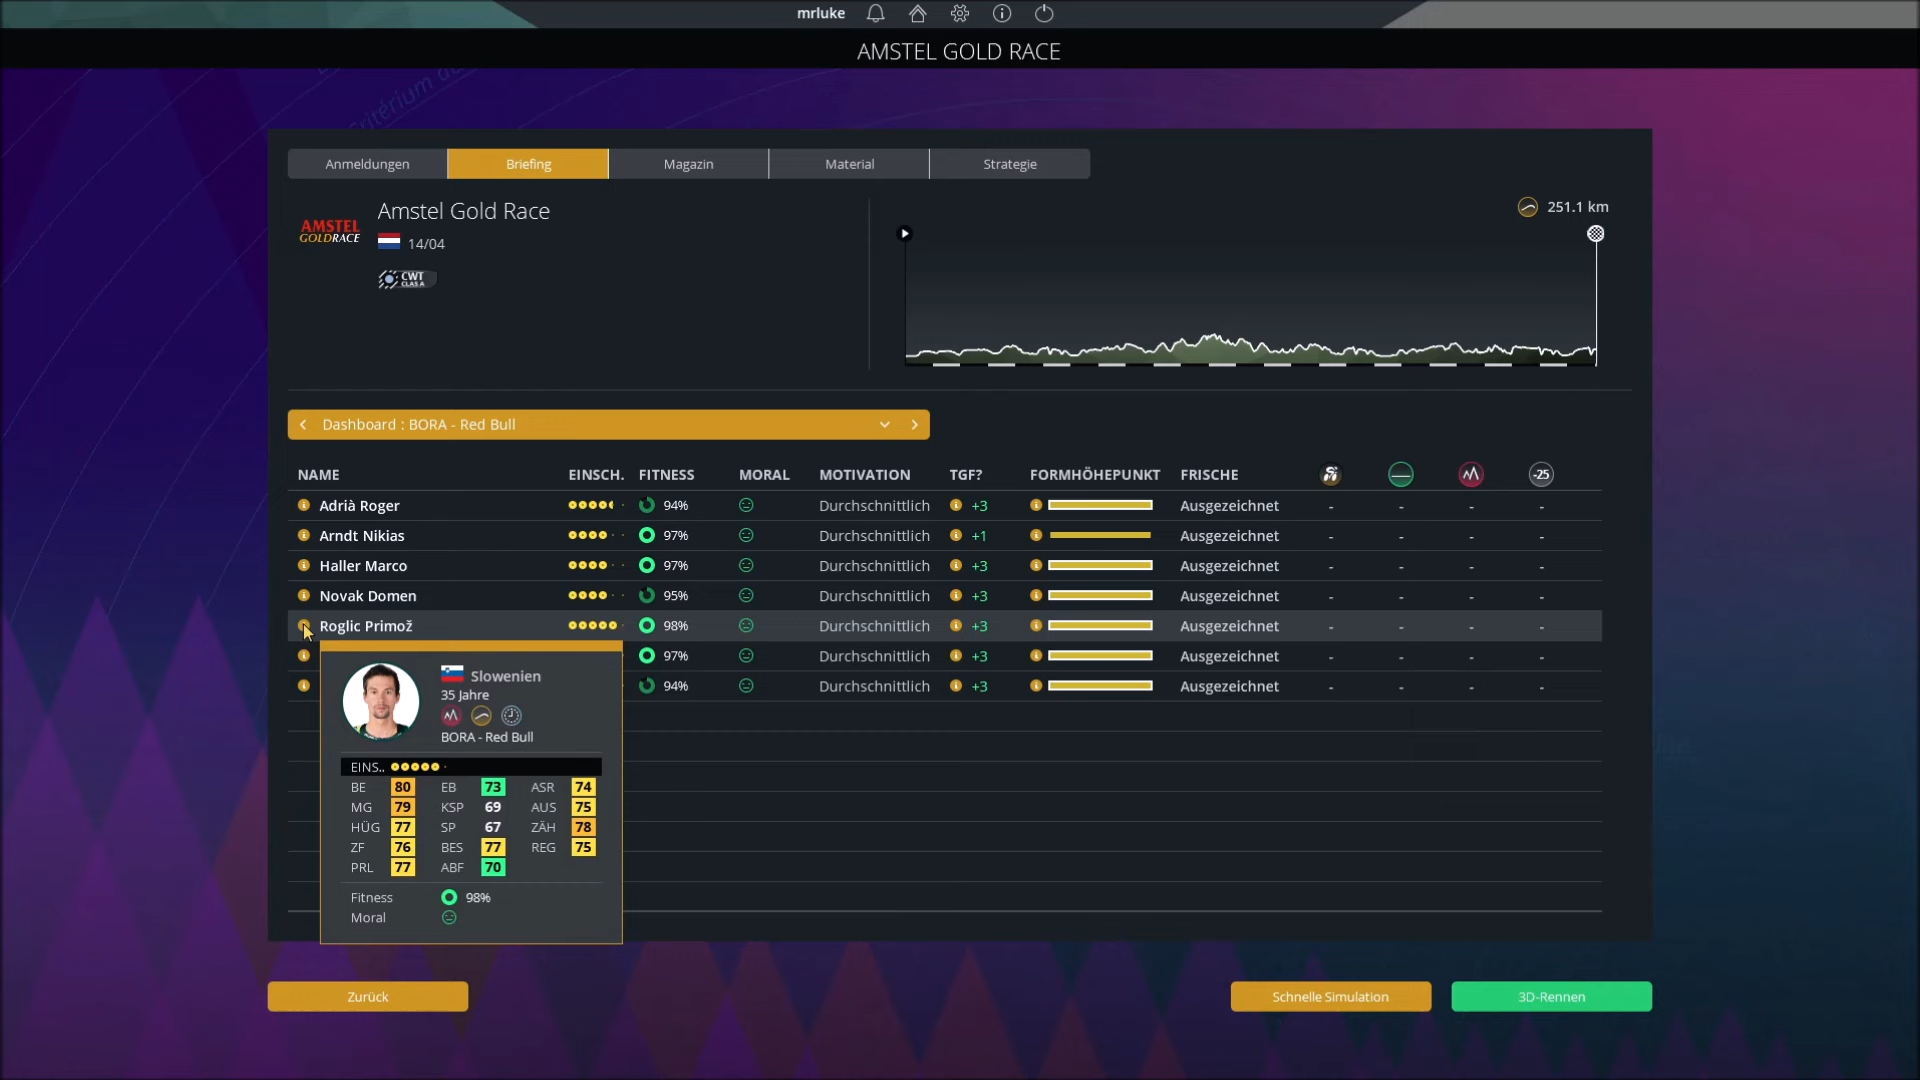 mrluke
AMSTEL GOLD RACE
Anmeldungen Briefing Magazin Material Strategie
AMSTEL
GOLDRACE
Amstel Gold Race
14/04
CWT
CLAS A
251.1 km
Dashboard : BORA - Red Bull
NAME EINSCH. FITNESS MORAL MOTIVATION TGF? FORMHÖHEPUNKT FRISCHE -25
Adrià Roger 94% Durchschnittlich +3 Ausgezeichnet - - - -
Arndt Nikias 97% Durchschnittlich +1 Ausgezeichnet - - - -
Haller Marco 97% Durchschnittlich +3 Ausgezeichnet - - - -
Novak Domen 95% Durchschnittlich +3 Ausgezeichnet - - - -
Roglic Primož 98% Durchschnittlich +3 Ausgezeichnet - - - -
97% Durchschnittlich +3 Ausgezeichnet - - - -
94% Durchschnittlich +3 Ausgezeichnet - - - -
Slowenien
35 Jahre
BORA - Red Bull
EINS..
BE 80 EB 73 ASR 74
MG 79 KSP 69 AUS 75
HÜG 77 SP 67 ZÄH 78
ZF 76 BES 77 REG 75
PRL 77 ABF 70
Fitness 98%
Moral
Zurück Schnelle Simulation 3D-Rennen